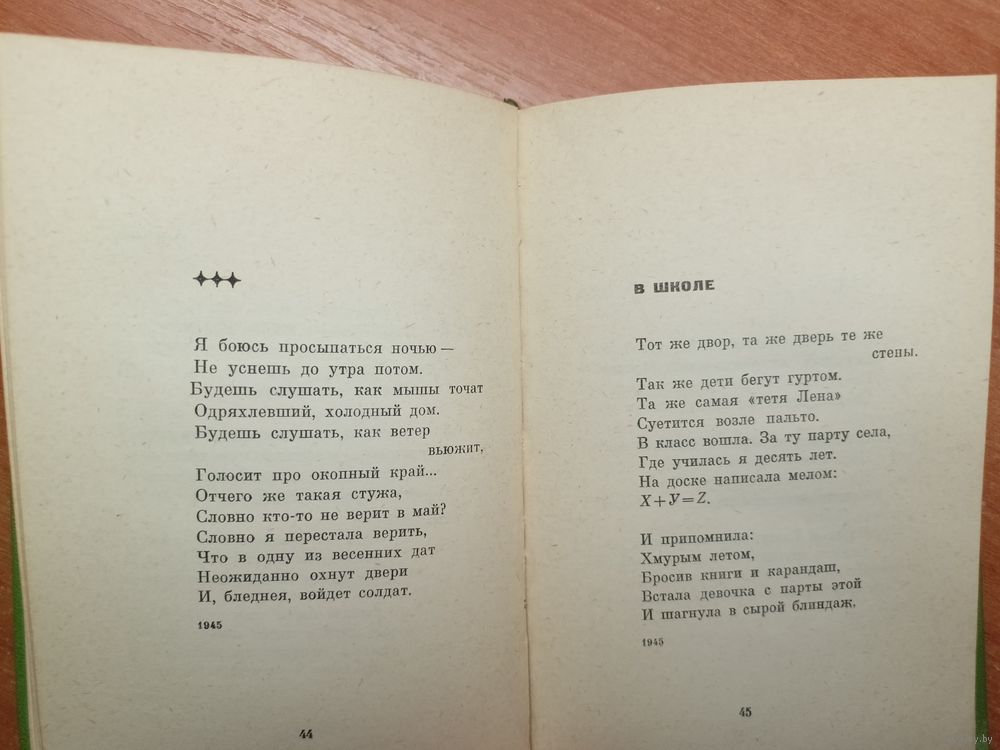 Я боюсь просыпаться ночью —
Не уснешь до утра потом.
Будешь слушать, как мышы точат
Одряхлевший, холодный дом.
Будешь слушать, как ветер
вьюжит,
Голосит про окопный край...
Отчего же такая стужа,
Словно кто-то не верит в май?
Словно я перестала верить,
Что в одну из весенних дат
Неожиданно охнут двери
И, бледнея, войдет солдат.
1945
44
В ШКОЛЕ
Тот же двор, та же дверь те же
стены.
Так же дети бегут гуртом.
Та же самая «тетя Лена»
Суетится возле пальто.
В класс вошла. За ту парту села,
Где училась я десять лет.
На доске написала мелом:
X+У=Z.
И припомнила:
Хмурым летом,
Бросив книги и карандаш,
Встала девочка с парты этой
И шагнула в сырой блиндаж.
1945
45